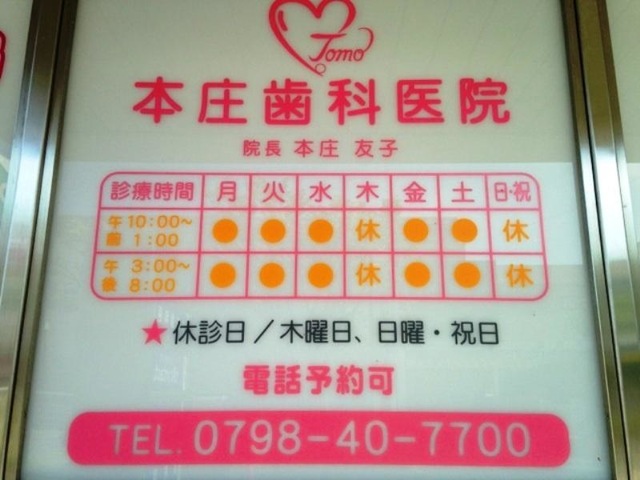 Tomo
本庄歯科医院
院長 本庄 友子
診療時間 月 火 水 木 金 土 日・祝
午前 10:00〜1:00 ● ● ● 休 ● ● 休
午後 3:00〜8:00 ● ● ● 休 ● ● 休
★休診日/木曜日、日曜・祝日
電話予約可
TEL. 0798-40-7700